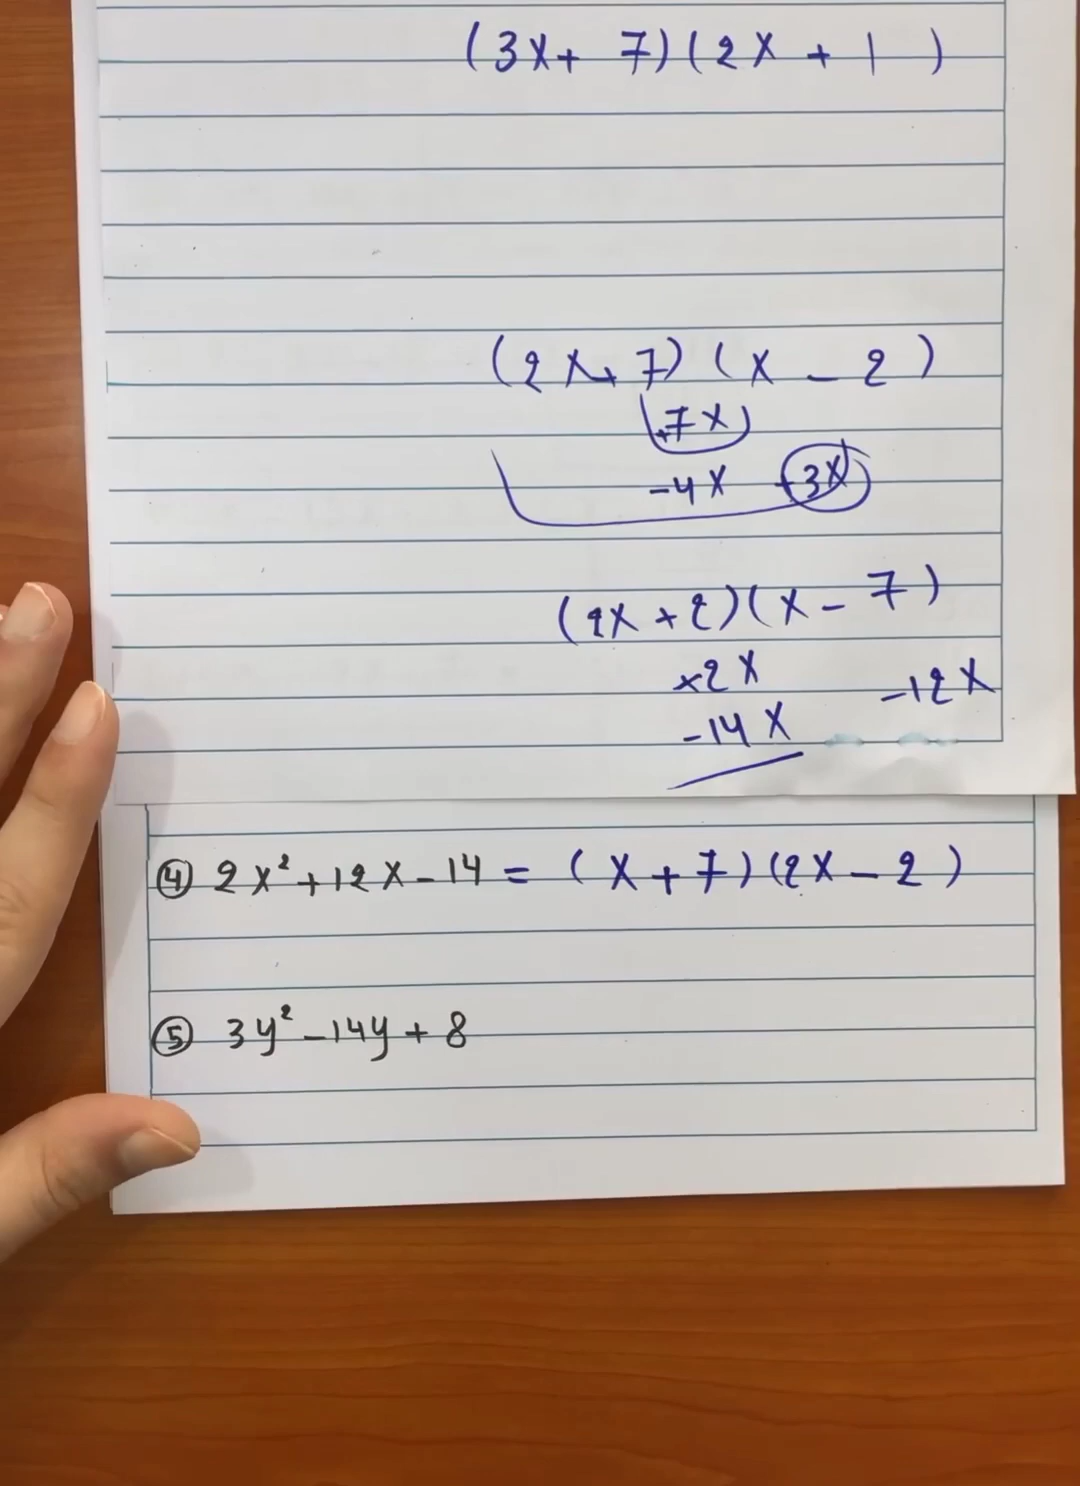 (3x + 7)(2x + 1)
(2x + 7)(x - 2)
+7x
-4x +3x
(2x + 2)(x - 7)
+2x
-12x
-14x
④ 2x² + 12x - 14 = (x + 7)(2x - 2)
⑤ 3y² - 14y + 8